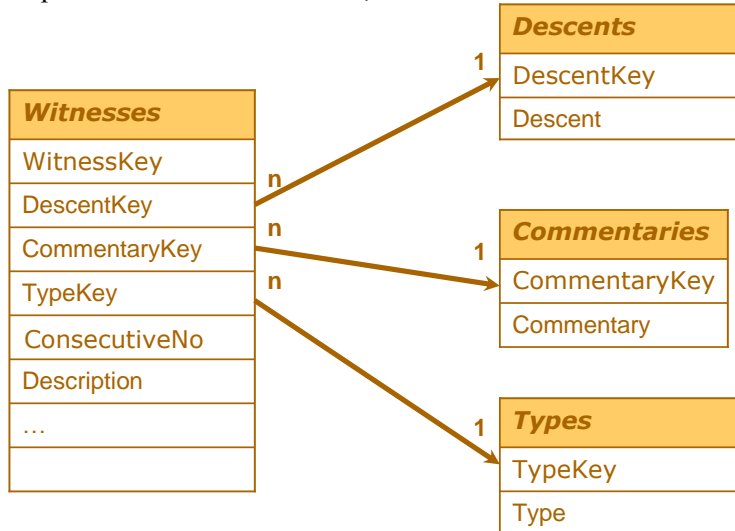 Descents
DescentKey
Descent
1
Witnesses
WitnessKey
DescentKey
CommentaryKey
TypeKey
ConsecutiveNo
Description
…
n
n
n
1
Commentaries
CommentaryKey
Commentary
1
Types
TypeKey
Type